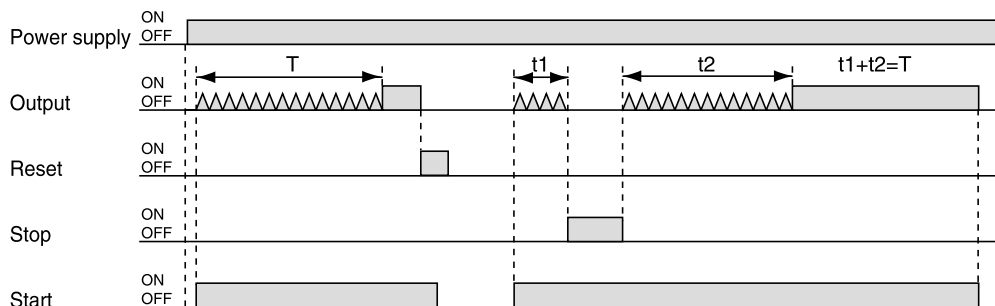 Power supply ON
OFF
T t1 t2 t1+t2=T
Output ON
OFF
Reset ON
OFF
Stop ON
OFF
Start ON
OFF